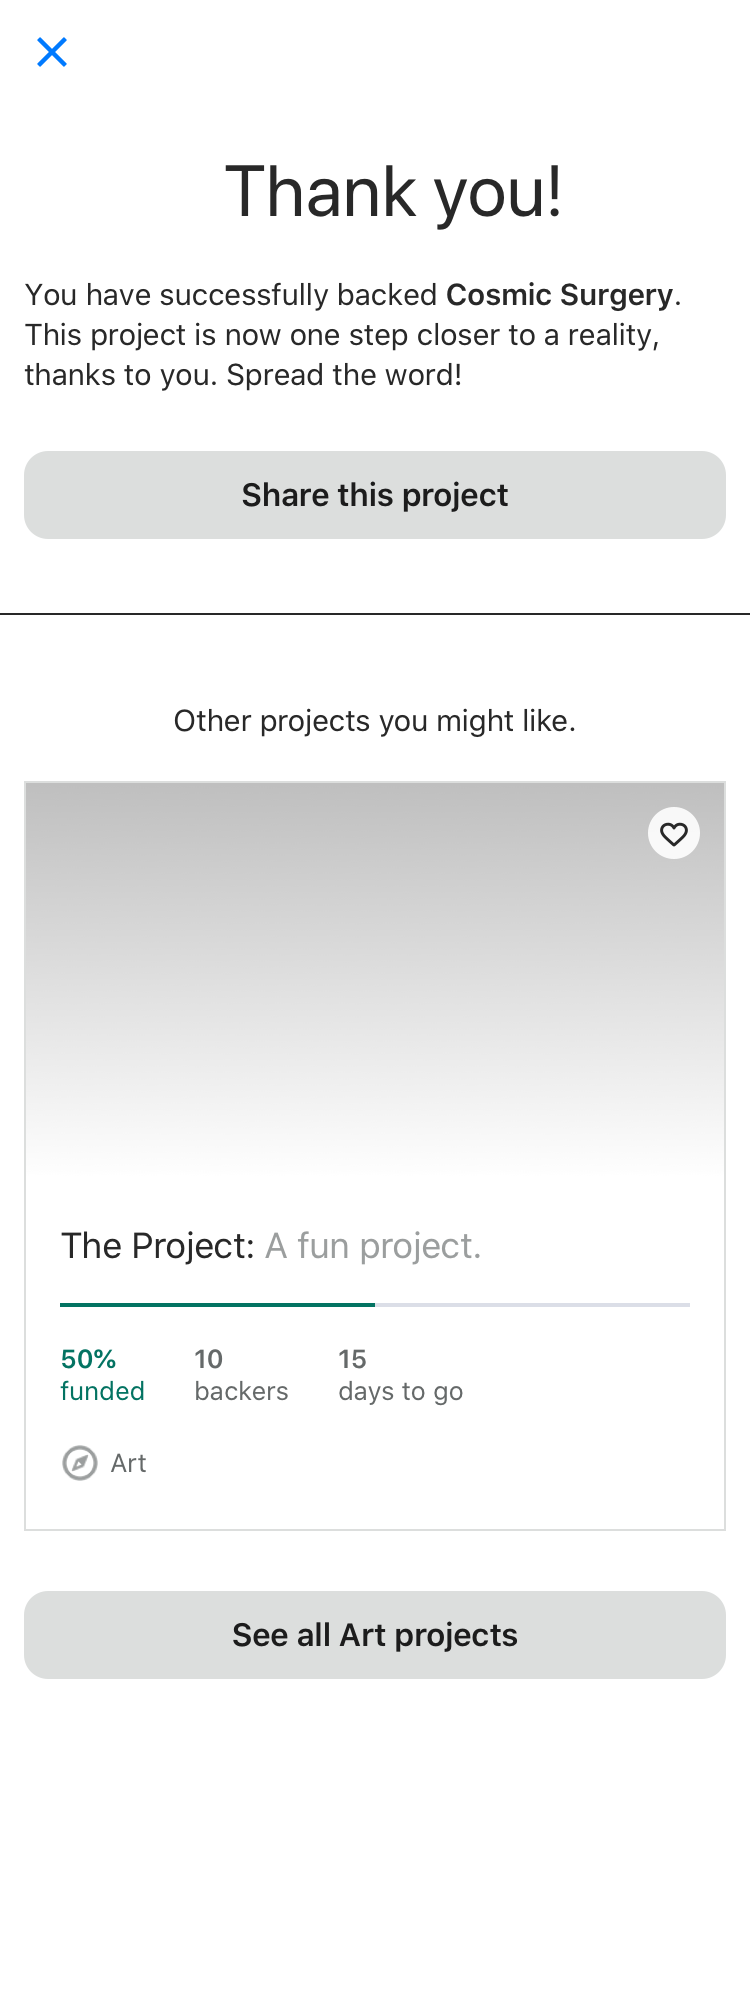 Thank you!
You have successfully backed Cosmic Surgery.
This project is now one step closer to a reality,
thanks to you. Spread the word!
Share this project
Other projects you might like.
The Project: A fun project.
50% 10 15
funded backers days to go
Art
See all Art projects